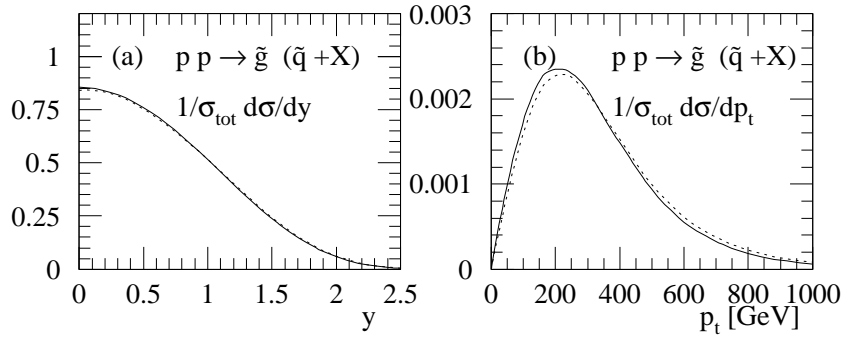 (a) p p → g̃ (q̃ +X)
1/σ_tot dσ/dy
1
0.75
0.5
0.25
0
0 0.5 1 1.5 2 2.5
y
(b) p p → g̃ (q̃ +X)
1/σ_tot dσ/dp_t
0.003
0.002
0.001
0
0 200 400 600 800 1000
p_t [GeV]